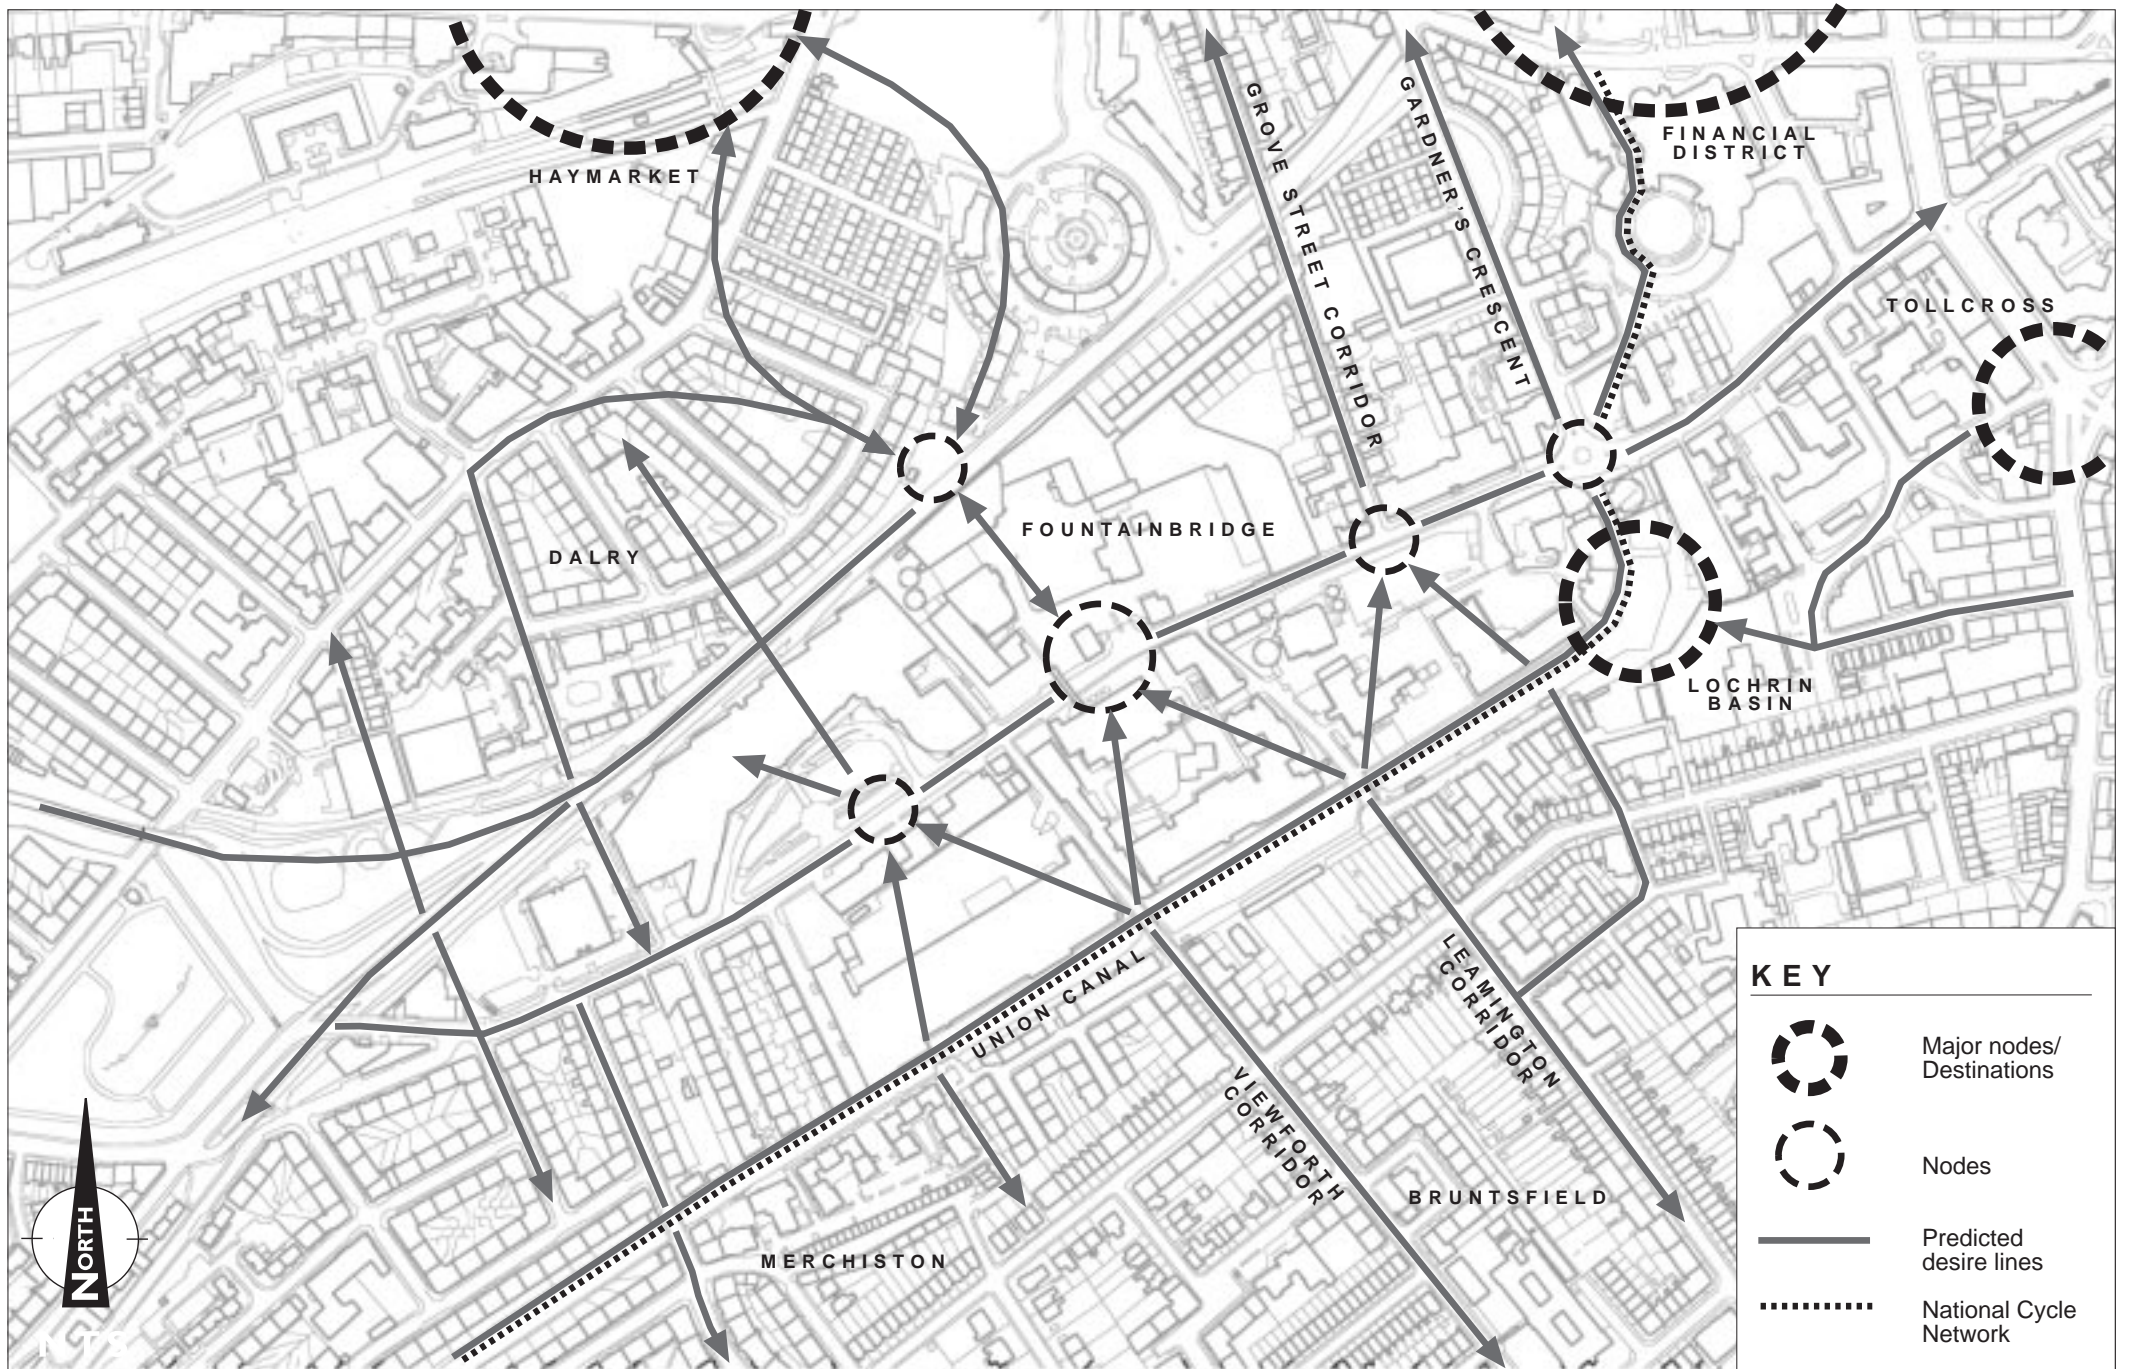 HAYMARKET
GROVE STREET CORRIDOR
GARDNER'S CRESCENT
FINANCIAL
DISTRICT
TOLLCROSS
FOUNTAINBRIDGE
DALRY
LOCHRIN
BASIN
UNION CANAL
LEAMINGTON
CORRIDOR
VIEWFORTH
CORRIDOR
BRUNTSFIELD
MERCHISTON
NORTH
NTS
KEY
Major nodes/
Destinations
Nodes
Predicted
desire lines
National Cycle
Network